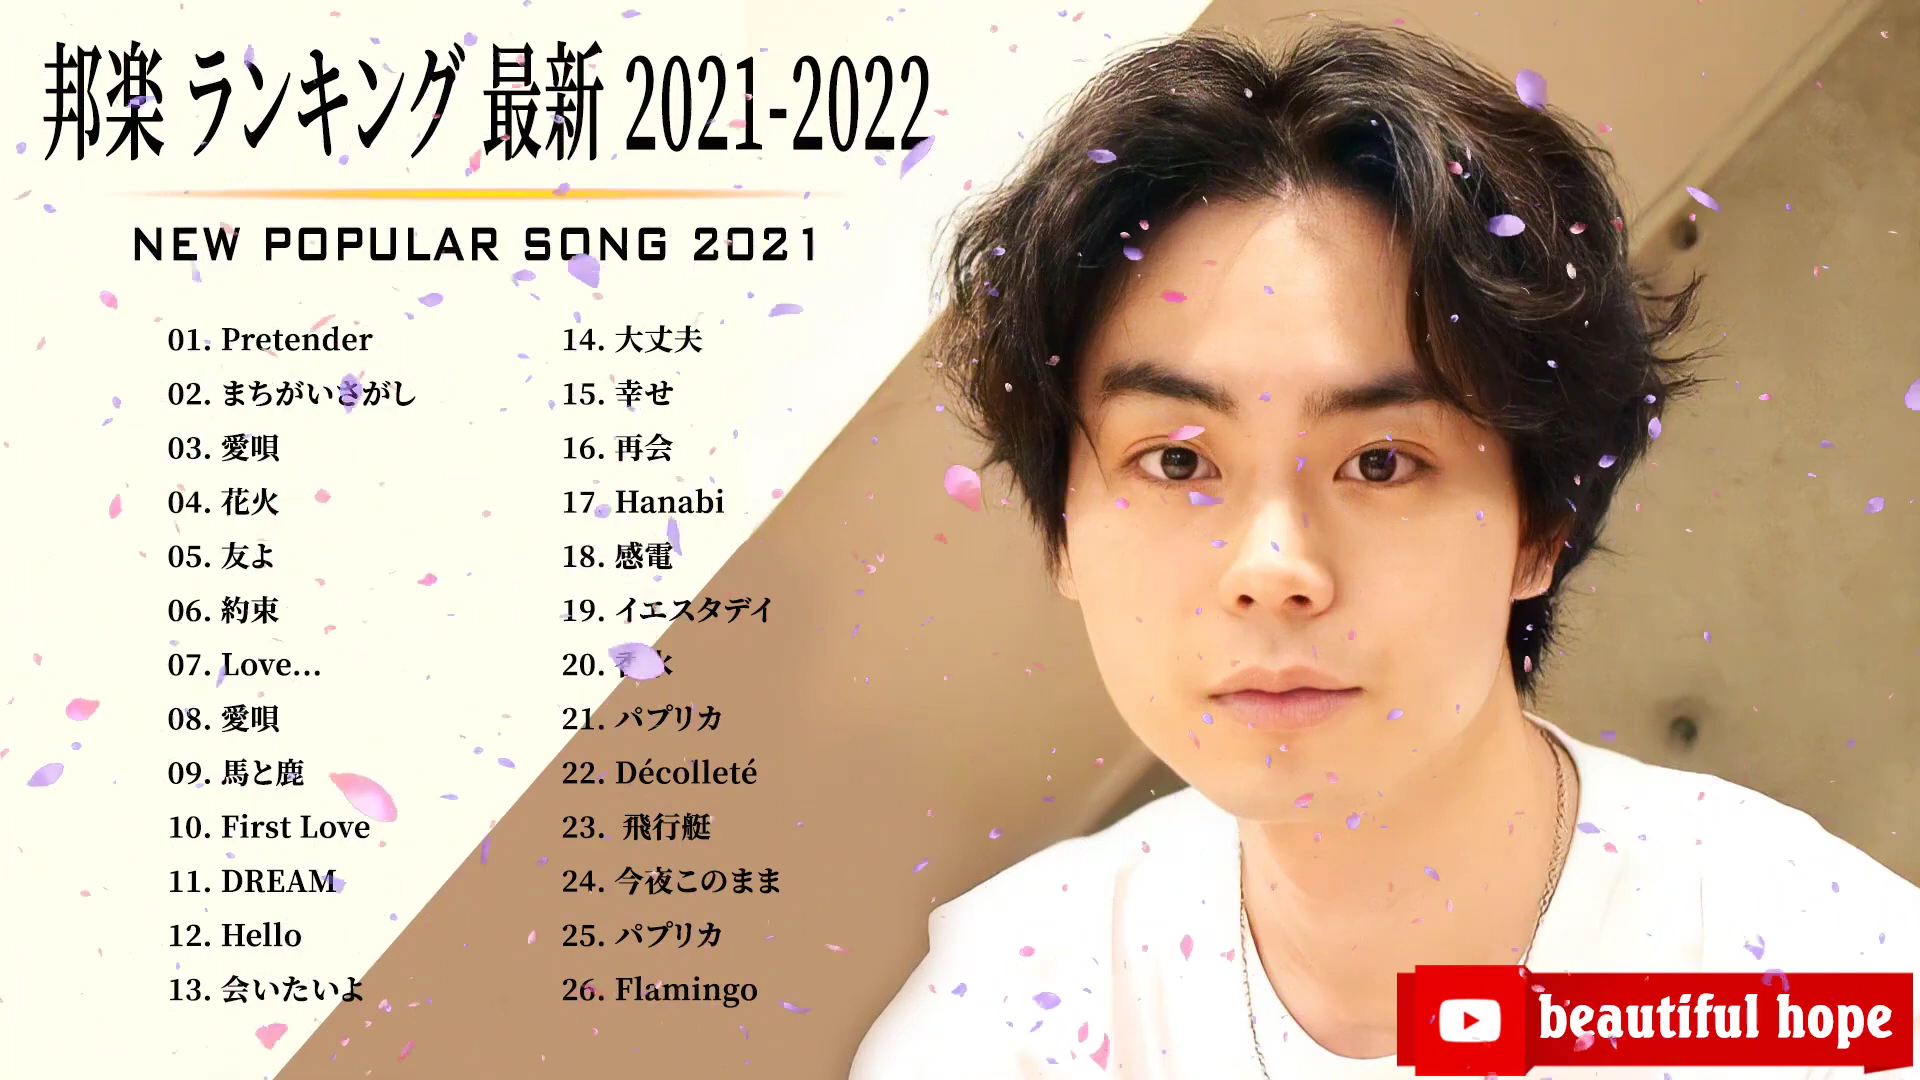 邦楽 ランキング 最新 2021-2022
NEW POPULAR SONG 2021
01. Pretender
02. まちがいさがし
03. 愛唄
04. 花火
05. 友よ
06. 約束
07. Love...
08. 愛唄
09. 馬と鹿
10. First Love
11. DREAM
12. Hello
13. 会いたいよ
14. 大丈夫
15. 幸せ
16. 再会
17. Hanabi
18. 感電
19. イエスタデイ
20.
21. パプリカ
22. Décolleté
23. 飛行艇
24. 今夜このまま
25. パプリカ
26. Flamingo
beautiful hope